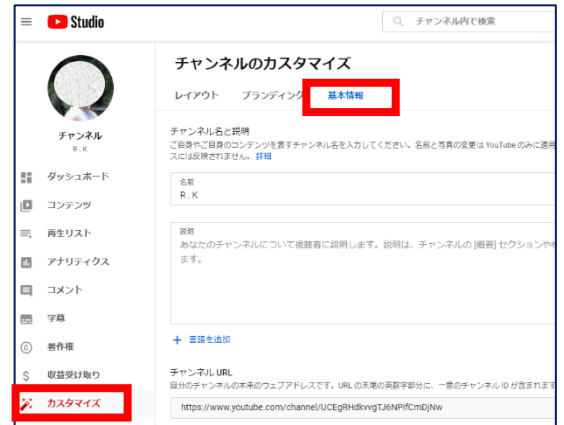 Studio
チャンネル内で検索
チャンネル
R . K
ダッシュボード
コンテンツ
再生リスト
アナリティクス
コメント
字幕
著作権
収益受け取り
カスタマイズ
チャンネルのカスタマイズ
レイアウト ブランディング 基本情報
チャンネル名と説明
ご自身やご自身のコンテンツを表すチャンネル名を入力してください。名前と写真の変更は YouTube のみに適用
スには反映されません。 詳細
名前
R . K
説明
あなたのチャンネルについて視聴者に説明します。説明は、チャンネルの [概要] セクションや
ます。
+ 言語を追加
チャンネル URL
自分のチャンネルの本来のウェブアドレスです。URL の末尾の英数字部分に、一意のチャンネル ID が含まれます
https://www.youtube.com/channel/UCEgRHdkvvgTJ6NPIfCmDjNw